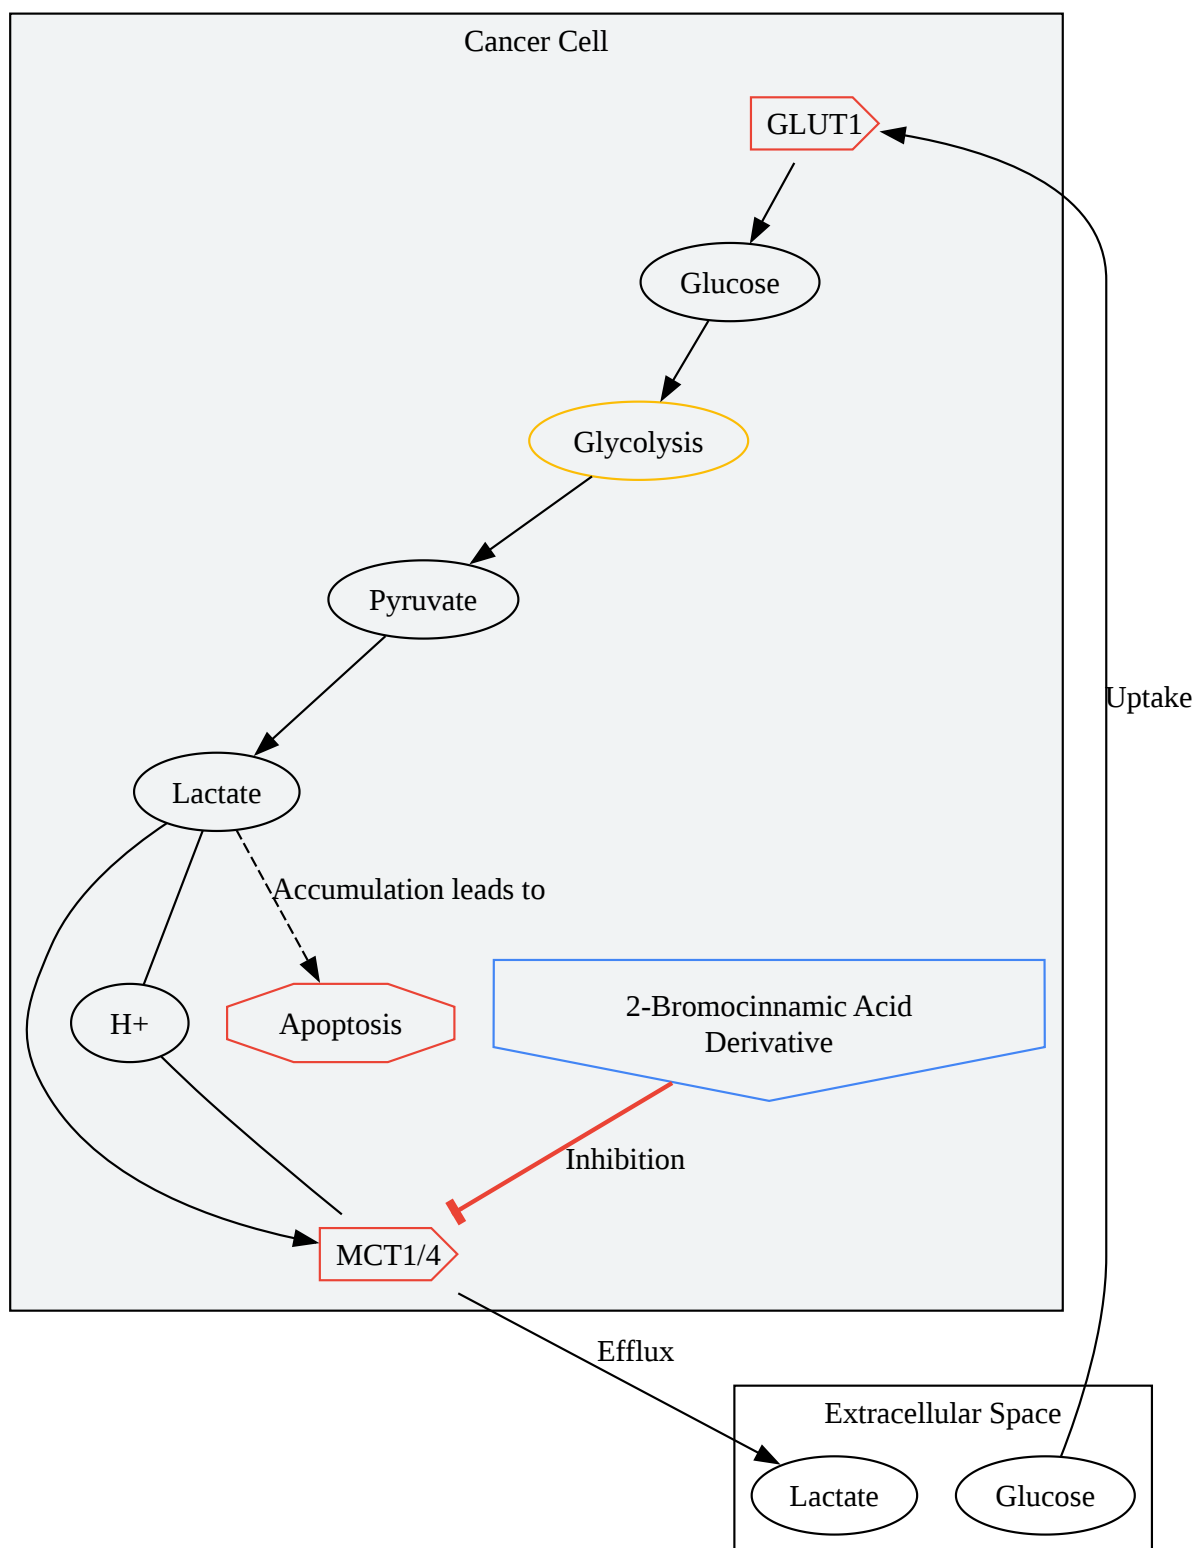 Cancer Cell
GLUT1
Glucose
Glycolysis
Pyruvate
Uptake
Lactate
Accumulation leads to
2-Bromocinnamic Acid
Derivative
H+
Apoptosis
Inhibition
MCT1/4
Efflux
Extracellular Space
Lactate
Glucose